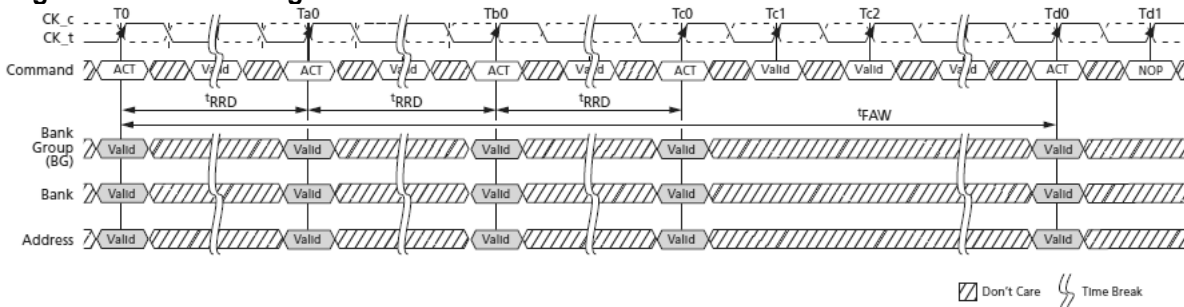 T0 Ta0 Tb0 Tc0 Tc1 Tc2 Td0 Td1
CK_c
CK_t
Command ACT Valid ACT Valid ACT Valid ACT Valid Valid Valid ACT NOP
tRRD tRRD tRRD
tFAW
Bank
Group
(BG)
Valid Valid Valid Valid Valid
Bank Valid Valid Valid Valid Valid
Address Valid Valid Valid Valid Valid
Don't Care Time Break